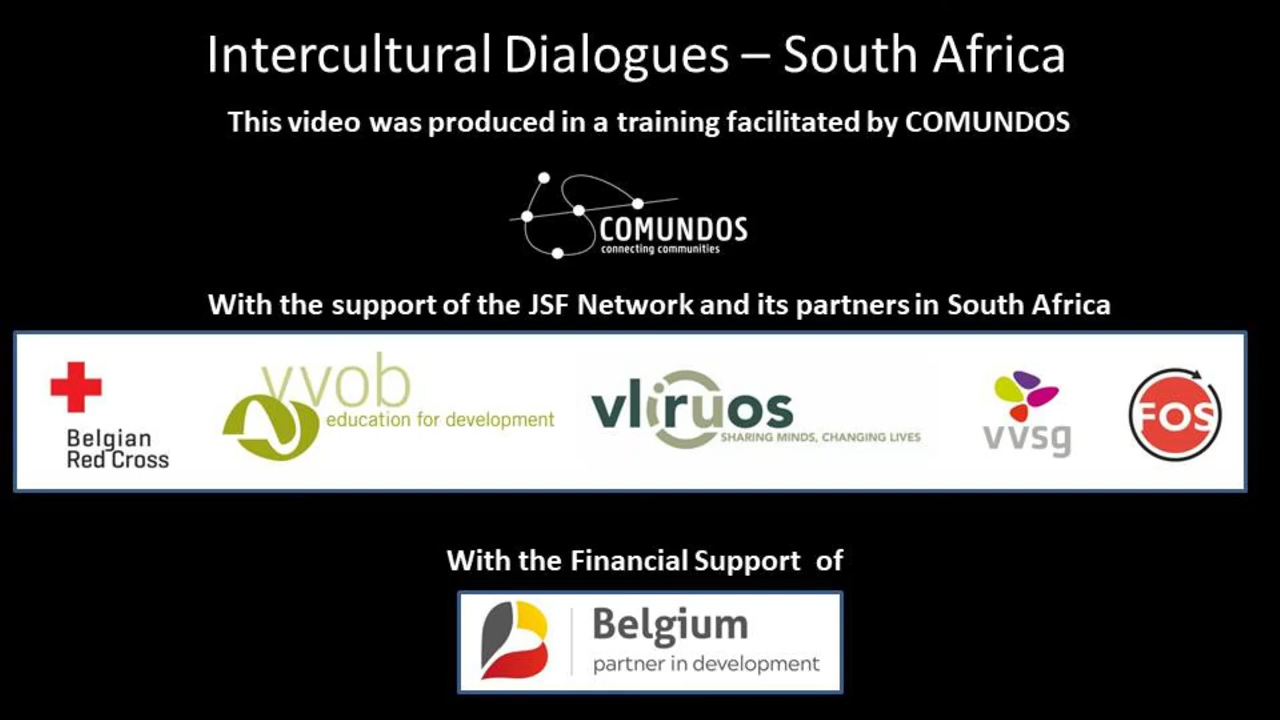 Intercultural Dialogues – South Africa
This video was produced in a training facilitated by COMUNDOS
COMUNDOS
connecting communities
With the support of the JSF Network and its partners in South Africa
Belgian
Red Cross
vvob
education for development
vliruos
SHARING MINDS, CHANGING LIVES
vvsg
FOS
With the Financial Support of
Belgium
partner in development